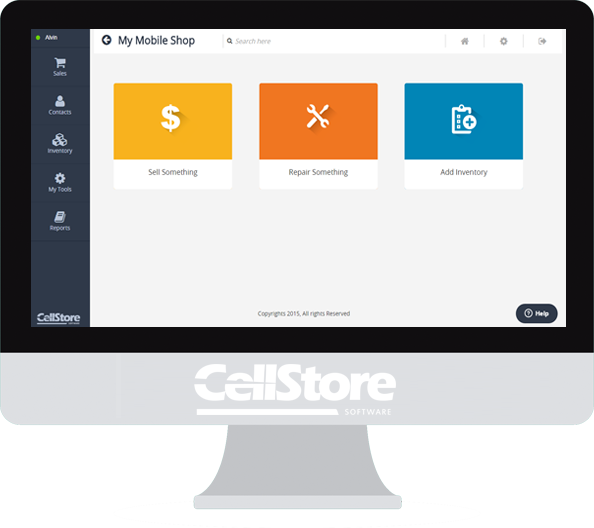 Alvin
My Mobile Shop
Search here
Sales
Contacts
Inventory
My Tools
Reports
Sell Something
Repair Something
Add Inventory
Copyrights 2015, All rights Reserved
Help
CellStore
SOFTWARE
CellStore
SOFTWARE